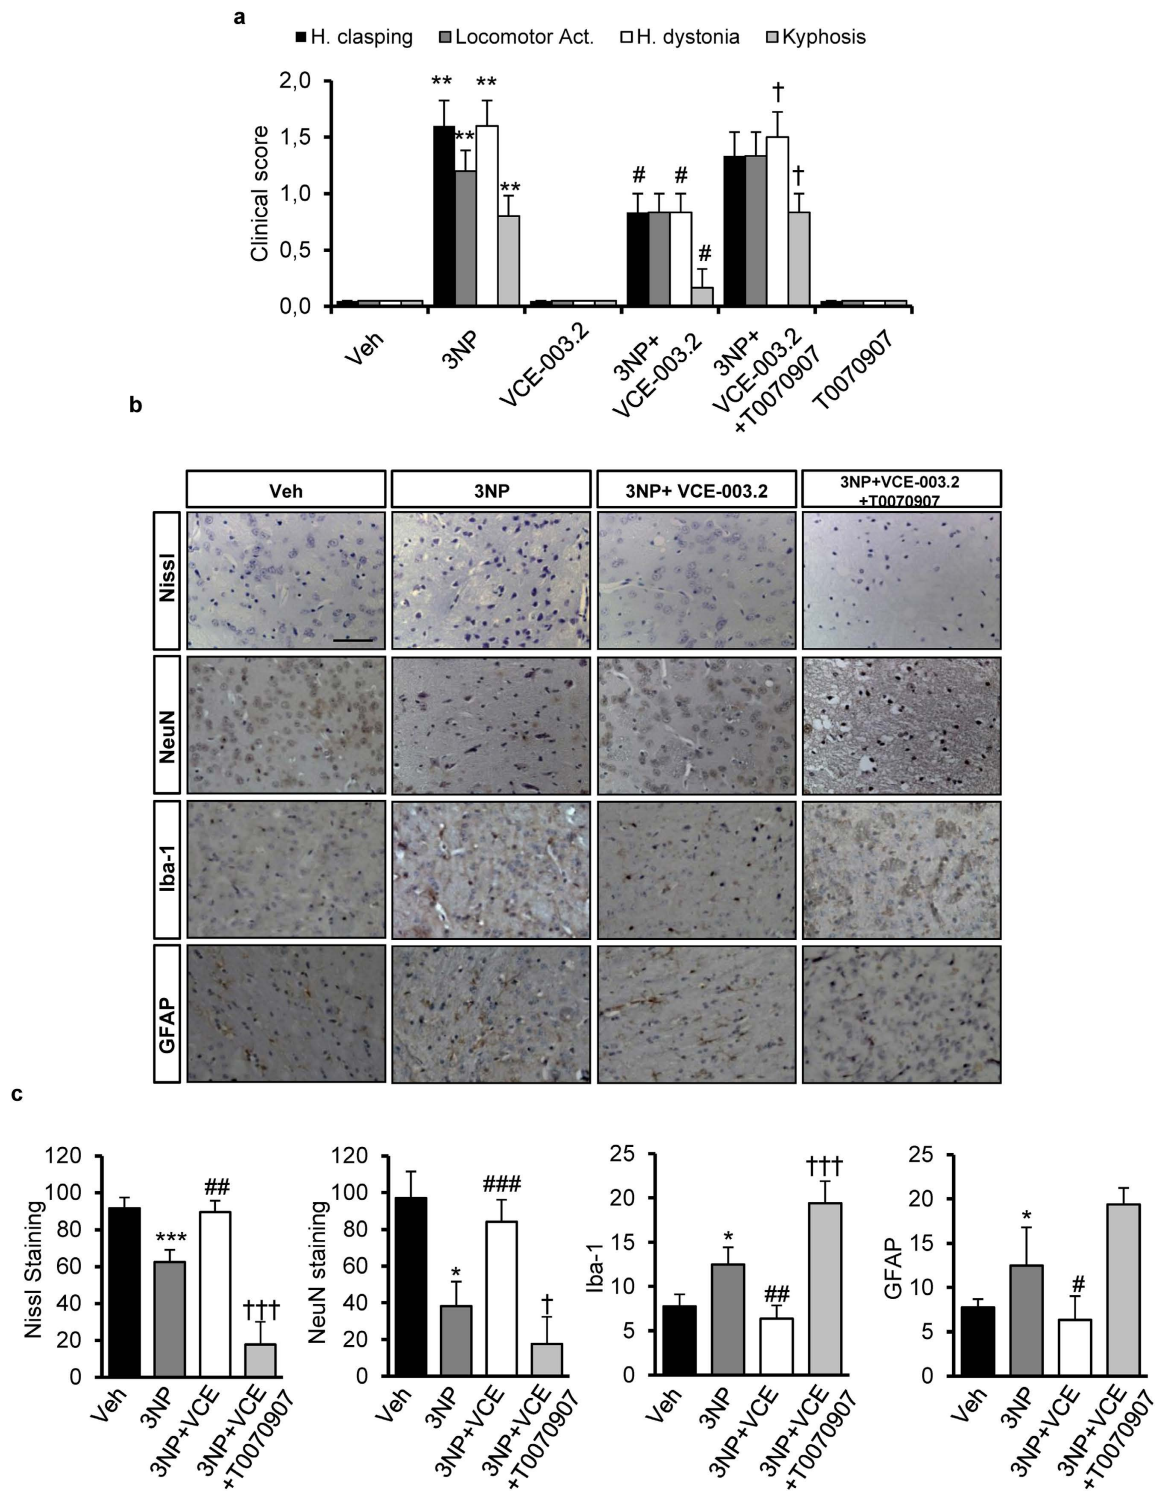 a
H. clasping Locomotor Act. H. dystonia Kyphosis
Clinical score
2,0
1,5
1,0
0,5
0,0
** ** ** **
# # #
† †
Veh
3NP
VCE-003.2
3NP+
VCE-003.2
3NP+
VCE-003.2
+T0070907
T0070907
b
Veh
3NP
3NP+ VCE-003.2
3NP+VCE-003.2
+T0070907
Nissl
NeuN
Iba-1
GFAP
c
Nissl Staining
120
100
80
60
40
20
0
***
##
†††
Veh
3NP
3NP+VCE
3NP+VCE
+T0070907
NeuN staining
120
100
80
60
40
20
0
*
###
†
Veh
3NP
3NP+VCE
3NP+VCE
+T0070907
Iba-1
25
20
15
10
5
0
*
##
†††
Veh
3NP
3NP+VCE
3NP+VCE
+T0070907
GFAP
25
20
15
10
5
0
*
#
Veh
3NP
3NP+VCE
3NP+VCE
+T0070907